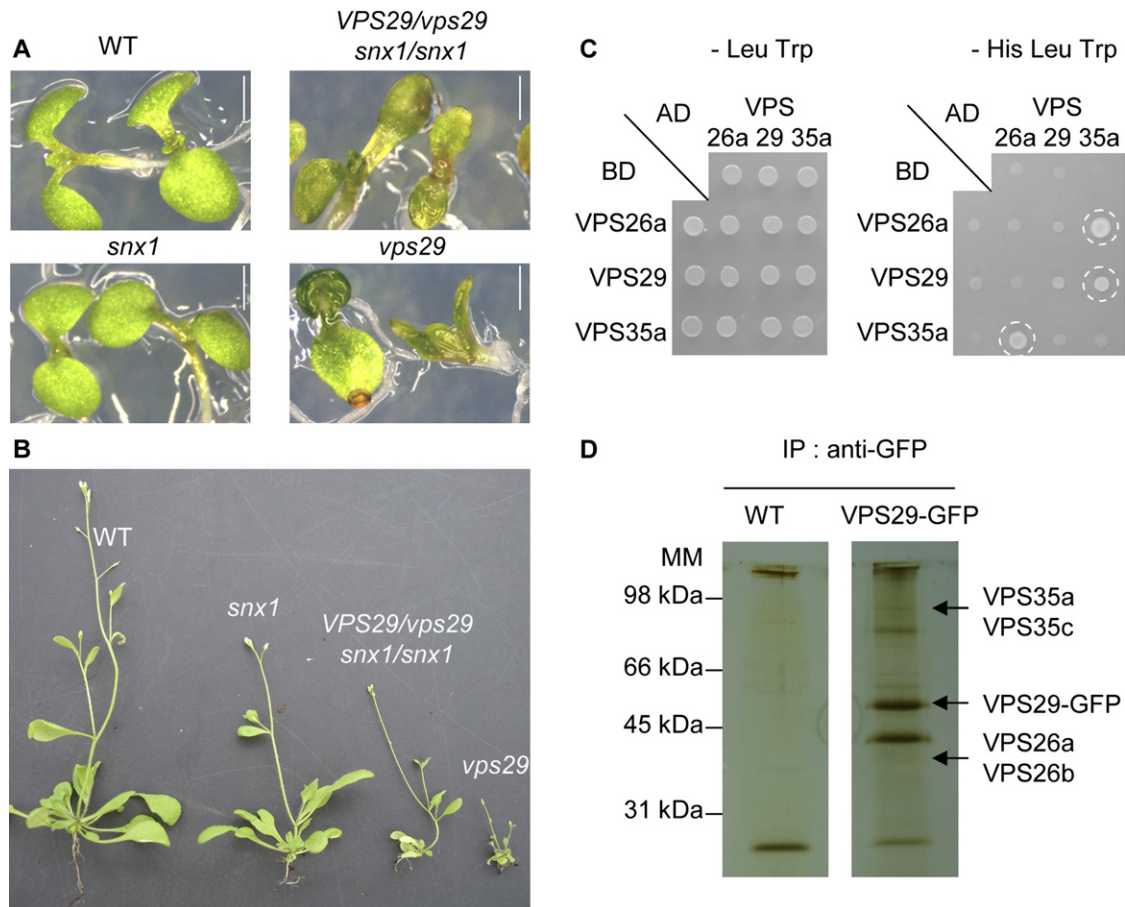 A
WT
VPS29/vps29
snx1/snx1
snx1
vps29
B
WT
snx1
VPS29/vps29
snx1/snx1
vps29
C
- Leu Trp
AD
VPS
26a 29 35a
BD
VPS26a
VPS29
VPS35a
- His Leu Trp
AD
VPS
26a 29 35a
BD
VPS26a
VPS29
VPS35a
D
IP : anti-GFP
WT
VPS29-GFP
MM
98 kDa
66 kDa
45 kDa
31 kDa
VPS35a
VPS35c
VPS29-GFP
VPS26a
VPS26b